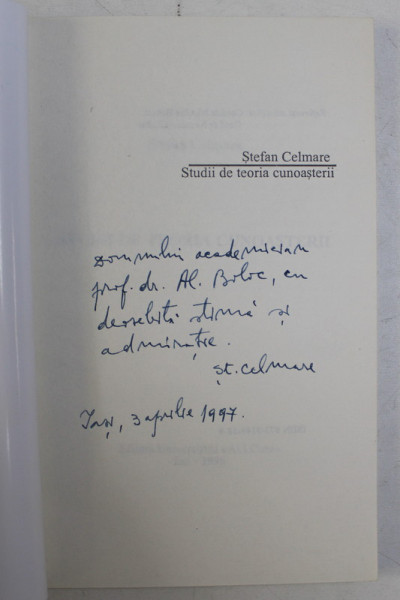 Ștefan Celmare
Studii de teoria cunoașterii
Domnului academician
prof. dr. Al. Boboc, cu
deosebită stimă și
admirație.
Șt. Celmare
Iași, 3 aprilie 1997.